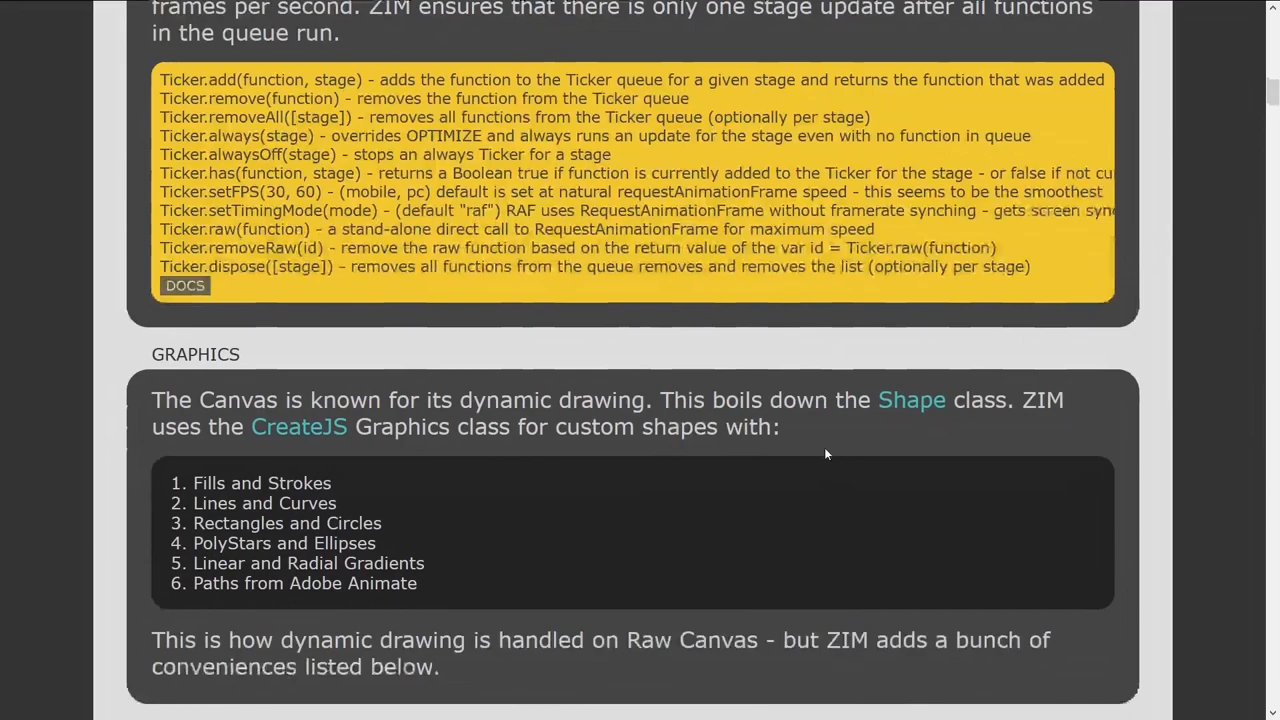 frames per second. ZIM ensures that there is only one stage update after all functions
in the queue run.
Ticker.add(function, stage) - adds the function to the Ticker queue for a given stage and returns the function that was added
Ticker.remove(function) - removes the function from the Ticker queue
Ticker.removeAll([stage]) - removes all functions from the Ticker queue (optionally per stage)
Ticker.always(stage) - overrides OPTIMIZE and always runs an update for the stage even with no function in queue
Ticker.alwaysOff(stage) - stops an always Ticker for a stage
Ticker.has(function, stage) - returns a Boolean true if function is currently added to the Ticker for the stage - or false if not cu
Ticker.setFPS(30, 60) - (mobile, pc) default is set at natural requestAnimationFrame speed - this seems to be the smoothest
Ticker.setTimingMode(mode) - (default "raf") RAF uses RequestAnimationFrame without framerate synching - gets screen sync
Ticker.raw(function) - a stand-alone direct call to RequestAnimationFrame for maximum speed
Ticker.removeRaw(id) - remove the raw function based on the return value of the var id = Ticker.raw(function)
Ticker.dispose([stage]) - removes all functions from the queue removes and removes the list (optionally per stage)
DOCS
GRAPHICS
The Canvas is known for its dynamic drawing. This boils down the Shape class. ZIM
uses the CreateJS Graphics class for custom shapes with:
1. Fills and Strokes
2. Lines and Curves
3. Rectangles and Circles
4. PolyStars and Ellipses
5. Linear and Radial Gradients
6. Paths from Adobe Animate
This is how dynamic drawing is handled on Raw Canvas - but ZIM adds a bunch of
conveniences listed below.